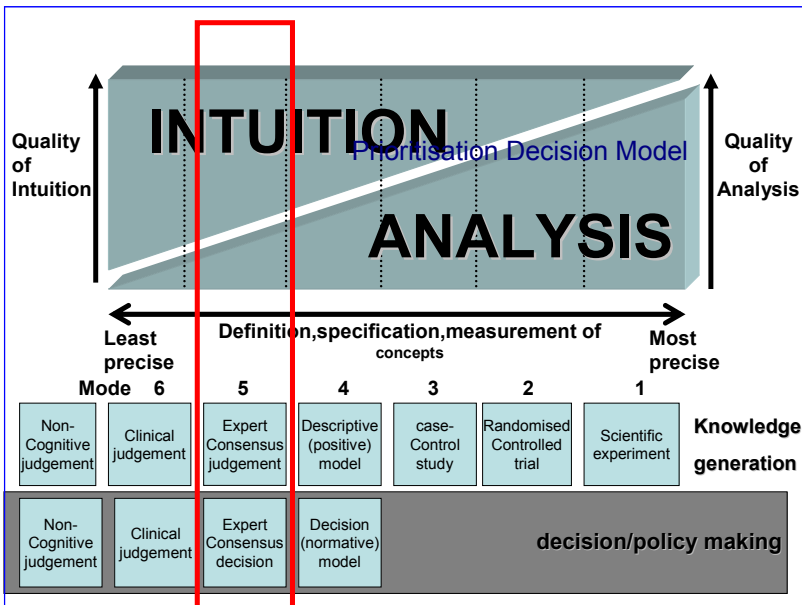 INTUITION
Prioritisation Decision Model
ANALYSIS
Quality
of
Intuition
Quality
of
Analysis
Least
precise
Definition,specification,measurement of
concepts
Most
precise
Mode 6 5 4 3 2 1
Non-
Cognitive
judgement
Clinical
judgement
Expert
Consensus
judgement
Descriptive
(positive)
model
case-
Control
study
Randomised
Controlled
trial
Scientific
experiment
Knowledge
generation
Non-
Cognitive
judgement
Clinical
judgement
Expert
Consensus
decision
Decision
(normative)
model
decision/policy making